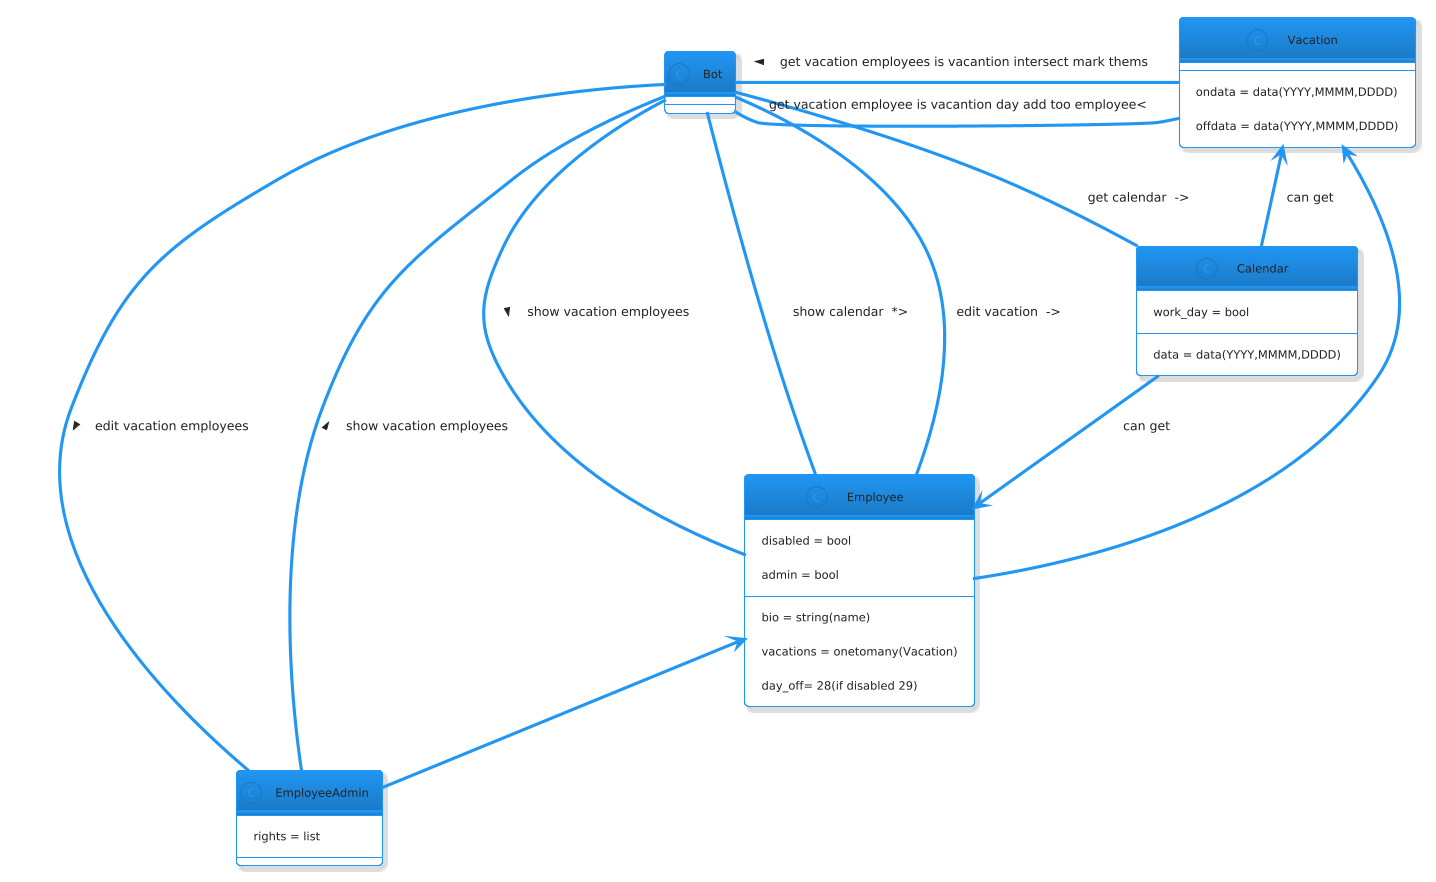 C Vacation
ondata = data(YYYY,MMMM,DDDD)
offdata = data(YYYY,MMMM,DDDD)
C Bot
get vacation employees is vacantion intersect mark thems
get vacation employee is vacantion day add too employee<
get calendar ->
can get
C Calendar
work_day = bool
data = data(YYYY,MMMM,DDDD)
show vacation employees
show calendar *>
edit vacation ->
edit vacation employees
show vacation employees
can get
C Employee
disabled = bool
admin = bool
bio = string(name)
vacations = onetomany(Vacation)
day_off= 28(if disabled 29)
C EmployeeAdmin
rights = list